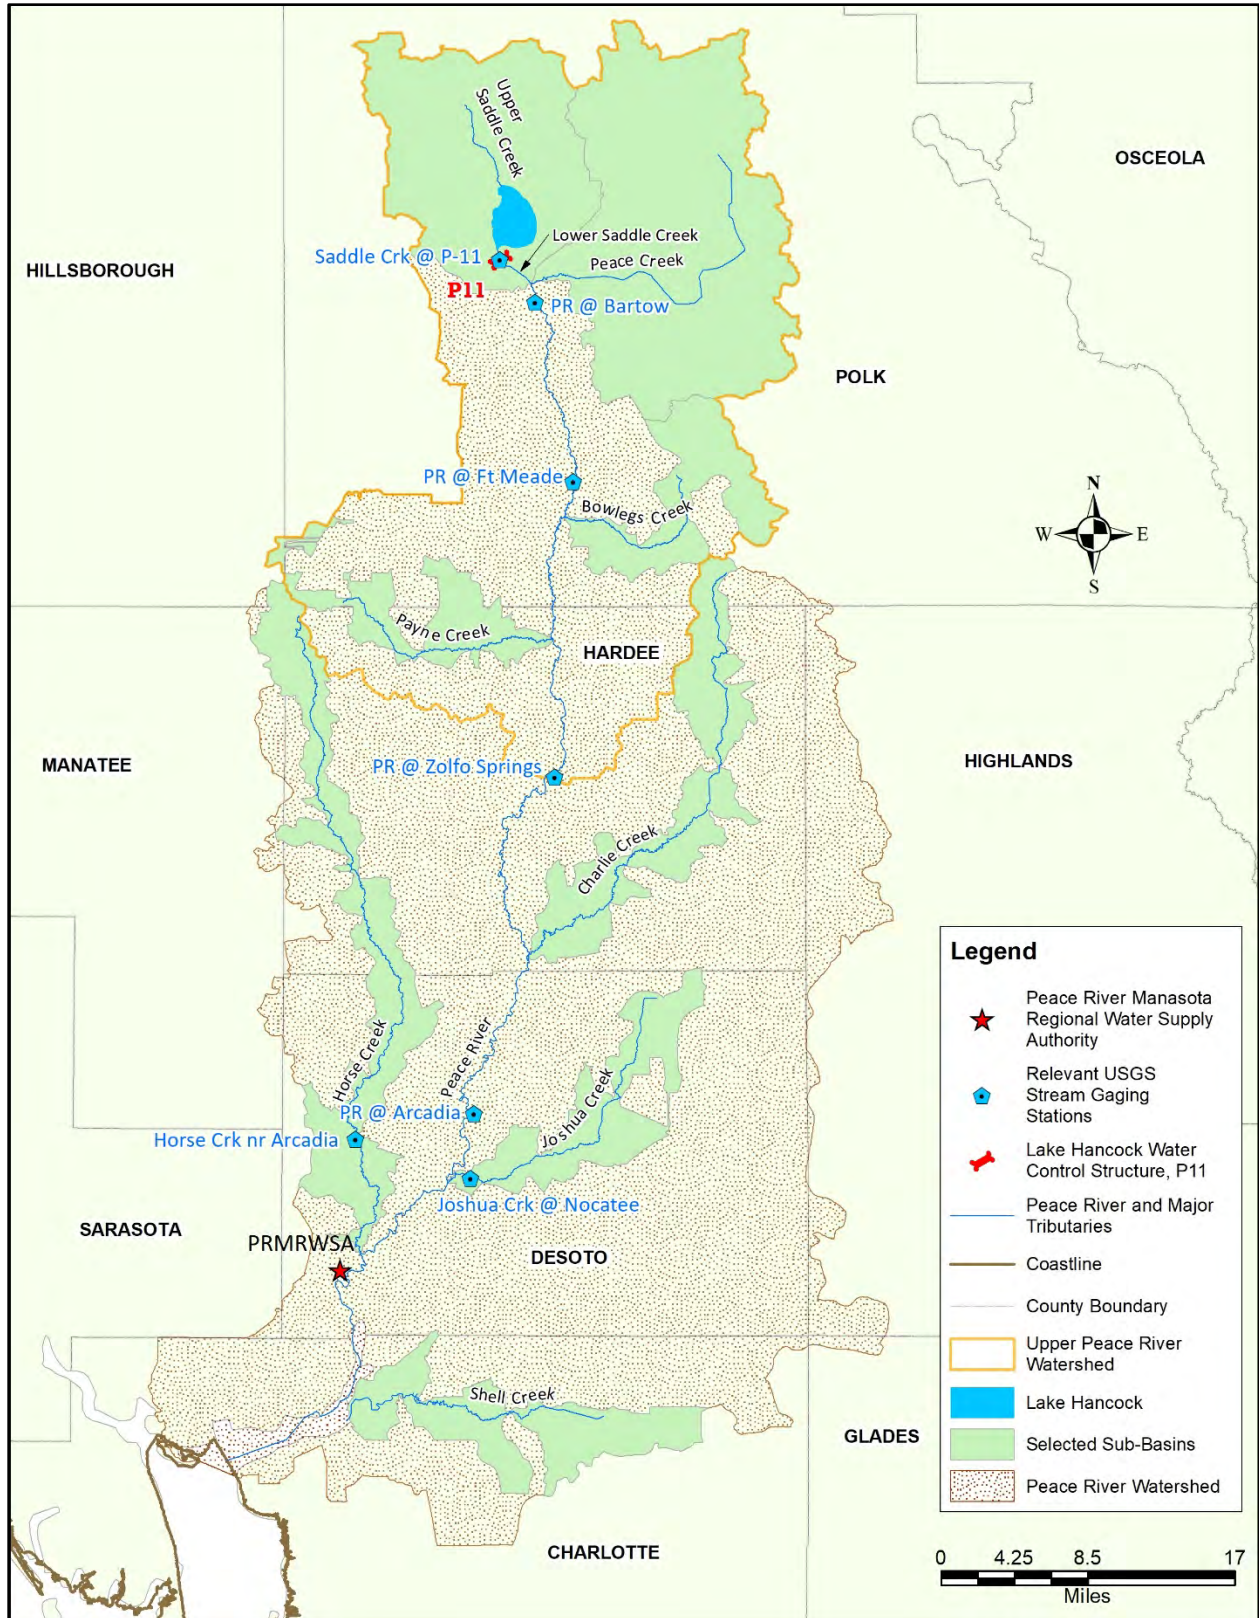 Upper
Saddle Creek
OSCEOLA
HILLSBOROUGH
Lower Saddle Creek
Saddle Crk @ P-11
Peace Creek
P11
PR @ Bartow
POLK
PR @ Ft Meade
Bowlegs Creek
N
W
E
S
Payne Creek
HARDEE
MANATEE
PR @ Zolfo Springs
HIGHLANDS
Charlie Creek
Horse Creek
Peace River
Joshua Creek
PR @ Arcadia
Horse Crk nr Arcadia
Joshua Crk @ Nocatee
SARASOTA
PRMRWSA
DESOTO
Shell Creek
GLADES
CHARLOTTE
Legend
Peace River Manasota
Regional Water Supply
Authority
Relevant USGS
Stream Gaging
Stations
Lake Hancock Water
Control Structure, P11
Peace River and Major
Tributaries
Coastline
County Boundary
Upper Peace River
Watershed
Lake Hancock
Selected Sub-Basins
Peace River Watershed
0 4.25 8.5 17
Miles